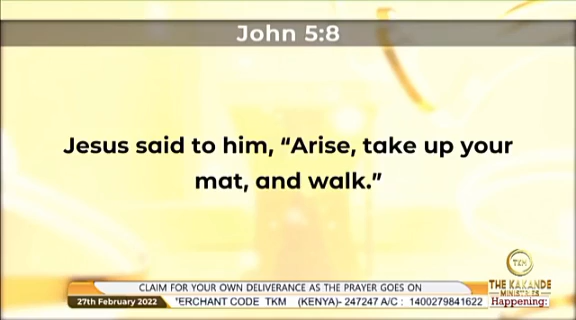 John 5:8
Jesus said to him, “Arise, take up your
mat, and walk.”
CLAIM FOR YOUR OWN DELIVERANCE AS THE PRAYER GOES ON
27th February 2022
ERCHANT CODE TKM (KENYA)- 247247 A/C : 1400279841622
TKM
THE KAKANDE
MINISTRIES
Happening: